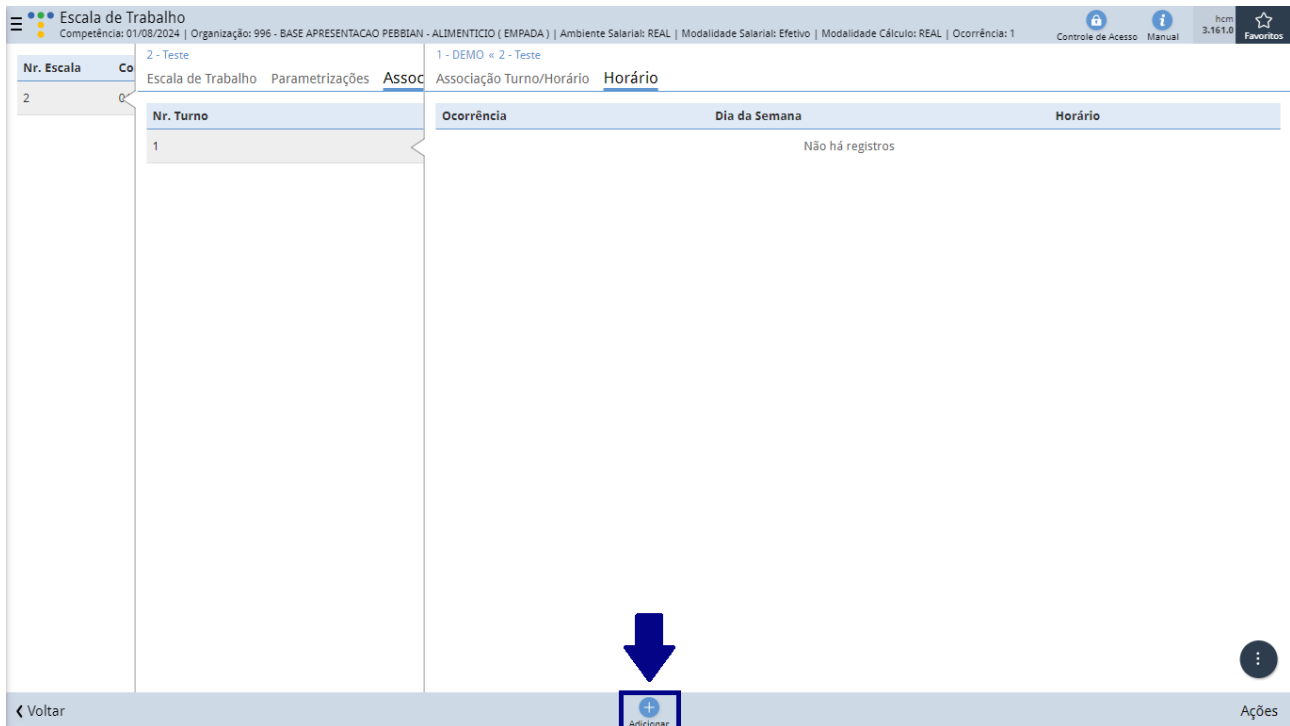 Escala de Trabalho
Competência: 01/08/2024 | Organização: 996 - BASE APRESENTACAO PEBBIAN - ALIMENTICIO ( EMPADA ) | Ambiente Salarial: REAL | Modalidade Salarial: Efetivo | Modalidade Cálculo: REAL | Ocorrência: 1
Controle de Acesso
Manual
hcm
3.161.0
Favoritos
Nr. Escala Co
2 0
2 - Teste
Escala de Trabalho Parametrizações Assoc
Nr. Turno
1
1 - DEMO « 2 - Teste
Associação Turno/Horário Horário
Ocorrência Dia da Semana Horário
Não há registros
Voltar
Adicionar
Ações